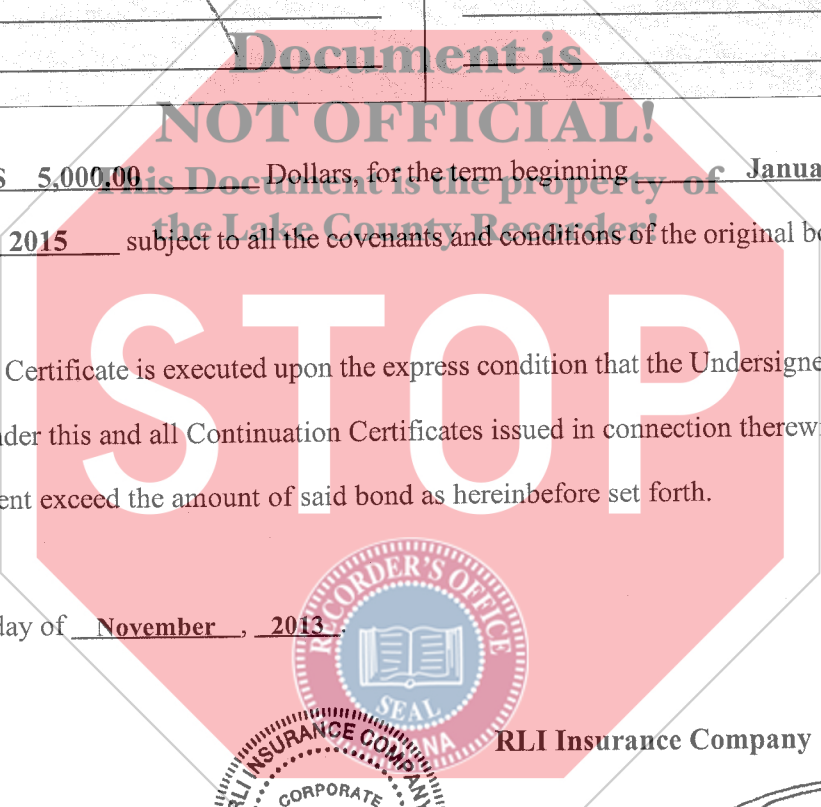 Document is
NOT OFFICIAL!
5,000.00 Dollars, for the term beginning Janua
This Document is the property of
the Lake County Recorder!
2015 subject to all the covenants and conditions of the original bo
STOP
Certificate is executed upon the express condition that the Undersigne
der this and all Continuation Certificates issued in connection therewi
ent exceed the amount of said bond as hereinbefore set forth.
day of November, 2013.
RECORDER'S OFFICE
SEAL
RLI INSURANCE COMPANY
CORPORATE
RLI Insurance Company